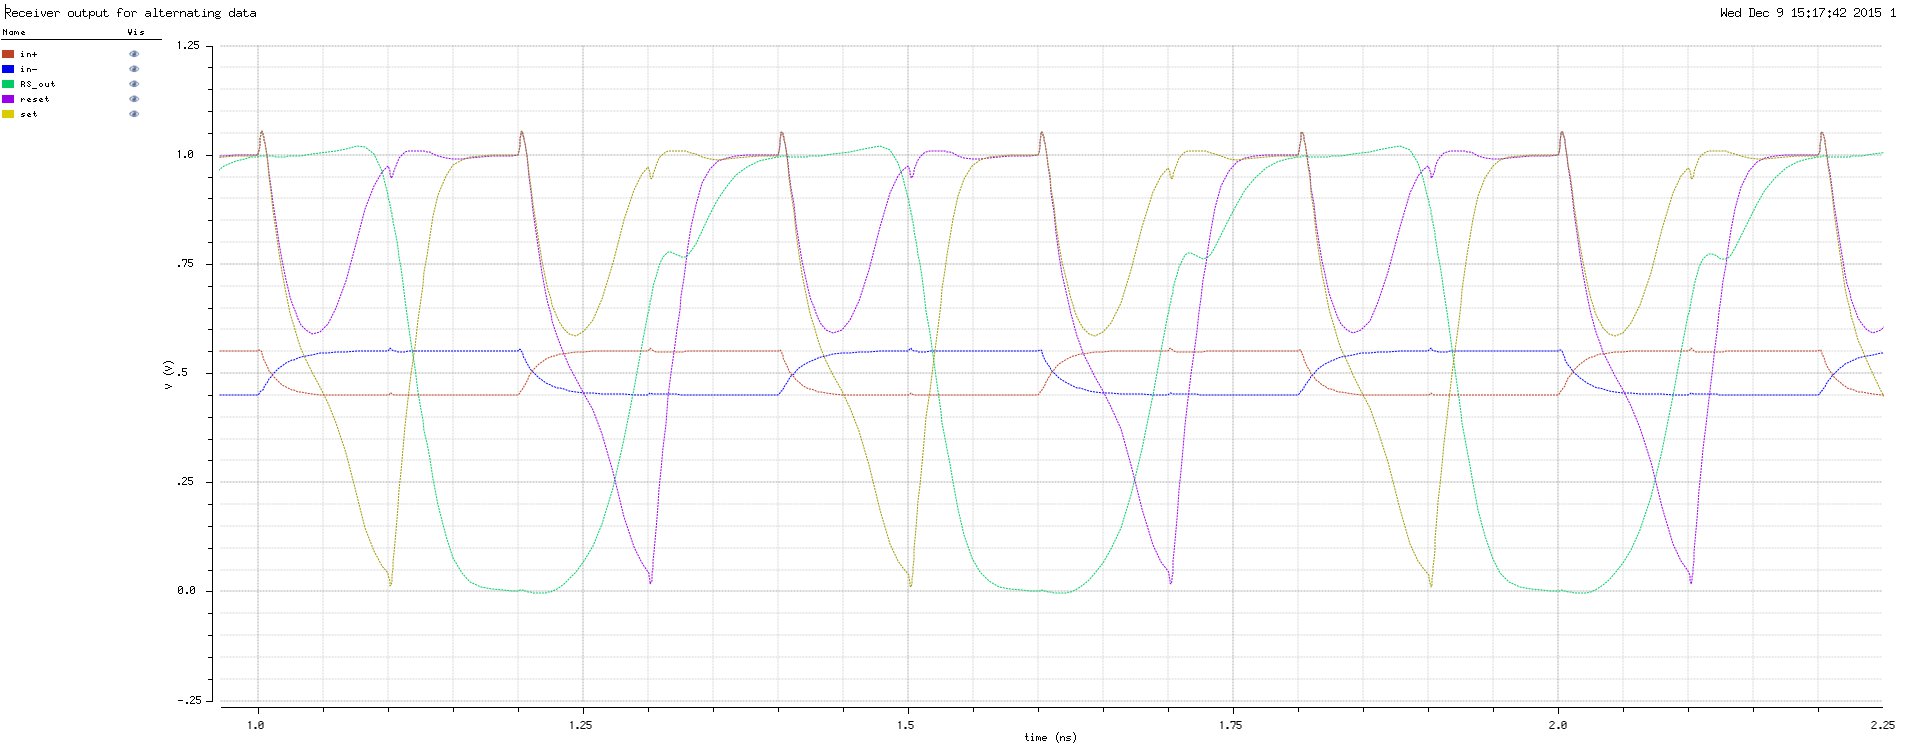 Receiver output for alternating data
Wed Dec 9 15:17:42 2015 1
Name Vis
in+
in-
RS_out
reset
set
1.25
1.0
.75
.5
.25
0.0
-.25
V (V)
1.0 1.25 1.5 1.75 2.0 2.25
time (ns)